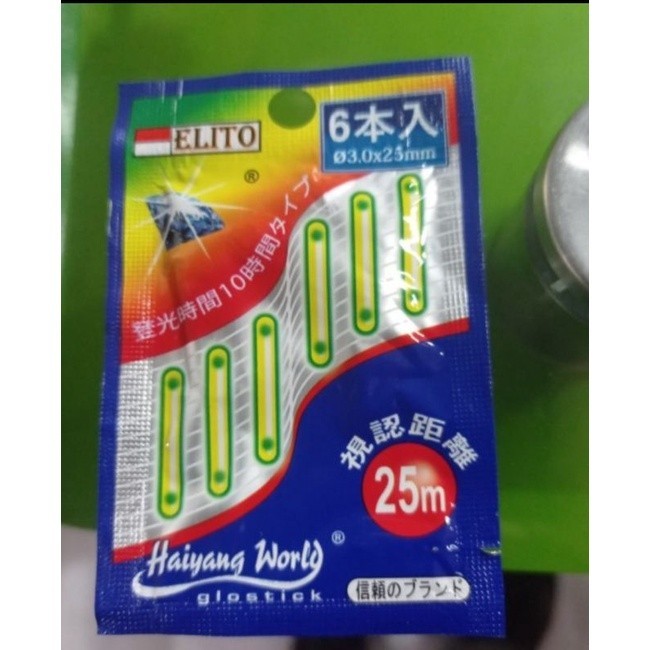 ELITO
®
6本入
Ø3.0x25mm
登光時間10時間タイプ
視認距離
25m
Haiyang World®
glostick
信頼のブランド